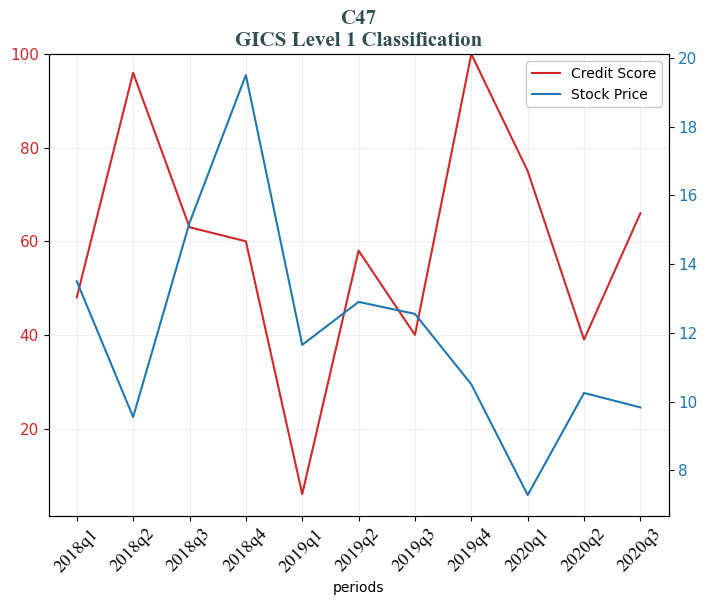 C47
GICS Level 1 Classification
Credit Score
Stock Price
100
80
60
40
20
20
18
16
14
12
10
8
2018q1
2018q2
2018q3
2018q4
2019q1
2019q2
2019q3
2019q4
2020q1
2020q2
2020q3
periods